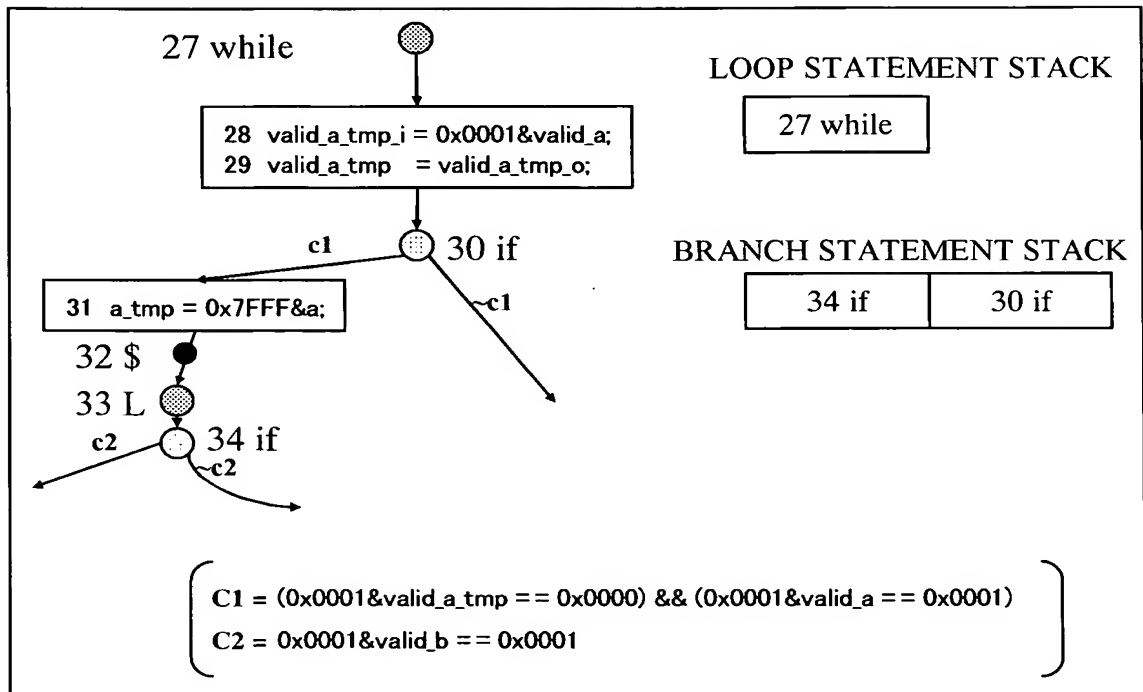 27 while
LOOP STATEMENT STACK
27 while
28 valid_a_tmp_i = 0x0001&valid_a;
29 valid_a_tmp = valid_a_tmp_o;
c1
30 if
BRANCH STATEMENT STACK
34 if 30 if
~c1
31 a_tmp = 0x7FFF&a;
32 $
33 L
c2
34 if
~c2
C1 = (0x0001&valid_a_tmp == 0x0000) && (0x0001&valid_a == 0x0001)
C2 = 0x0001&valid_b == 0x0001